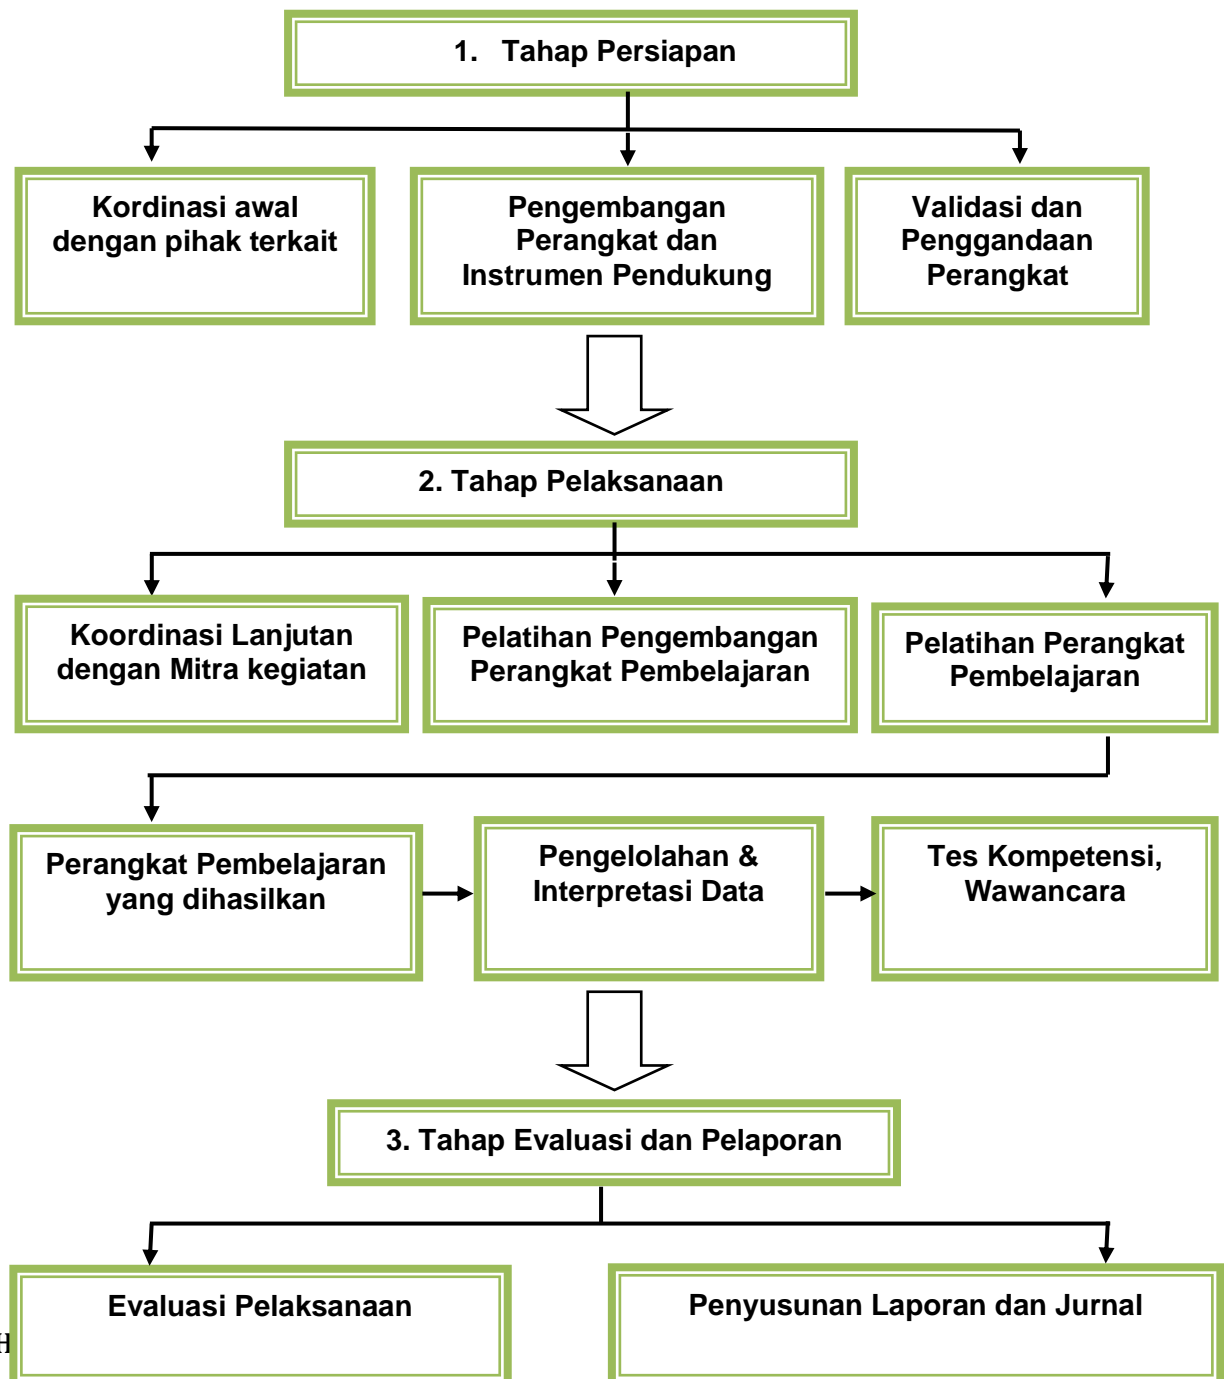 1. Tahap Persiapan
Kordinasi awal
dengan pihak terkait
Pengembangan
Perangkat dan
Instrumen Pendukung
Validasi dan
Penggandaan
Perangkat
2. Tahap Pelaksanaan
Koordinasi Lanjutan
dengan Mitra kegiatan
Pelatihan Pengembangan
Perangkat Pembelajaran
Pelatihan Perangkat
Pembelajaran
Perangkat Pembelajaran
yang dihasilkan
Pengelolahan &
Interpretasi Data
Tes Kompetensi,
Wawancara
3. Tahap Evaluasi dan Pelaporan
Evaluasi Pelaksanaan
Penyusunan Laporan dan Jurnal